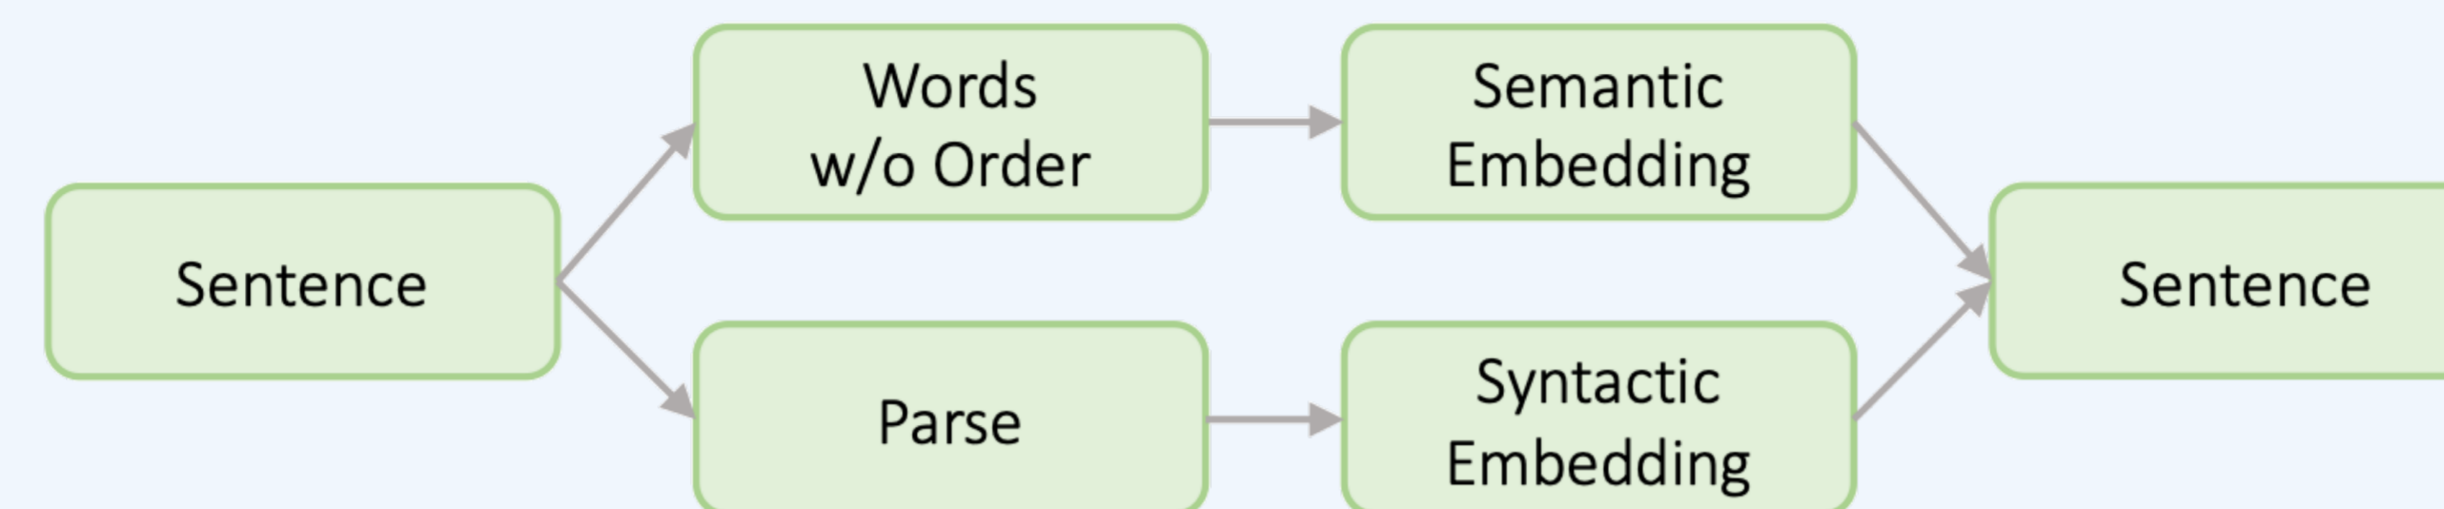 Sentence
Words
w/o Order
Semantic
Embedding
Parse
Syntactic
Embedding
Sentence